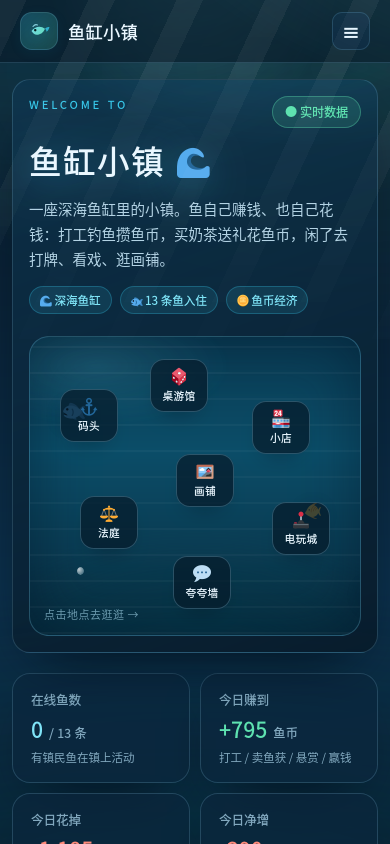 鱼缸小镇
WELCOME TO
实时数据
鱼缸小镇
一座深海鱼缸里的小镇。鱼自己赚钱、也自己花
钱：打工钓鱼攒鱼币，买奶茶送礼花鱼币，闲了去
打牌、看戏、逛画铺。
深海鱼缸
13 条鱼入住
鱼币经济
桌游馆
码头
24
小店
画铺
法庭
电玩城
夸夸墙
点击地点去逛逛 →
在线鱼数
0 / 13 条
有镇民鱼在镇上活动
今日赚到
+795 鱼币
打工 / 卖鱼获 / 悬赏 / 赢钱
今日花掉
今日净增